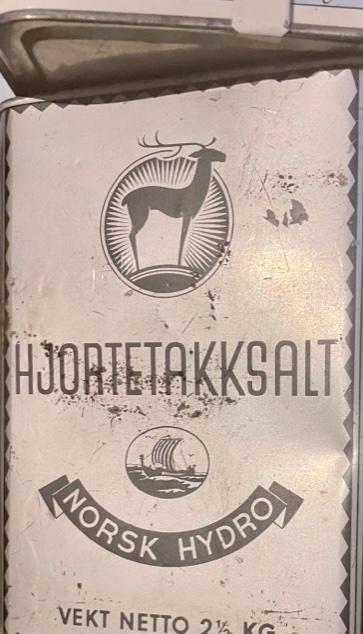 HJORTETAKKSALT
NORSK HYDRO
VEKT NETTO 2½ KG